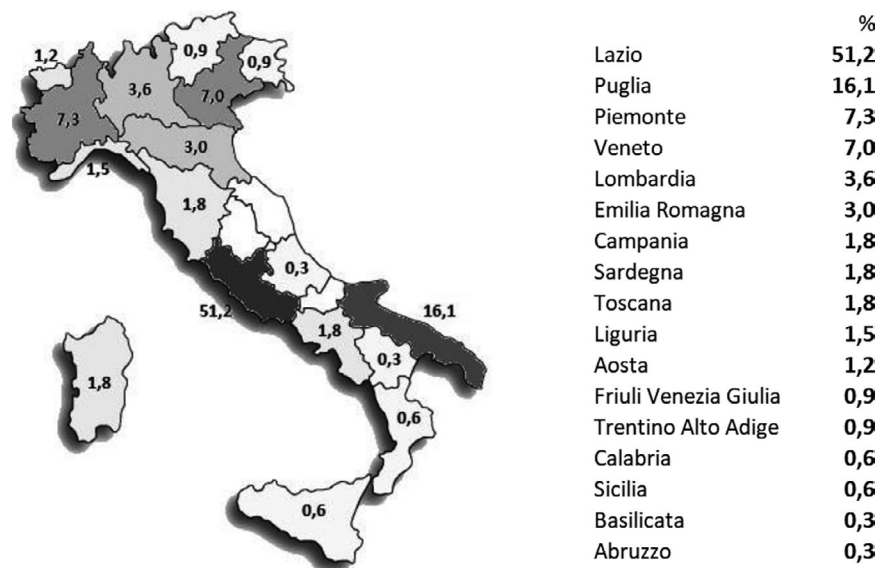 1,2
0,9
0,9
3,6
7,0
7,3
3,0
1,5
1,8
0,3
51,2
16,1
1,8
0,3
1,8
0,6
0,6
%
Lazio 51,2
Puglia 16,1
Piemonte 7,3
Veneto 7,0
Lombardia 3,6
Emilia Romagna 3,0
Campania 1,8
Sardegna 1,8
Toscana 1,8
Liguria 1,5
Aosta 1,2
Friuli Venezia Giulia 0,9
Trentino Alto Adige 0,9
Calabria 0,6
Sicilia 0,6
Basilicata 0,3
Abruzzo 0,3